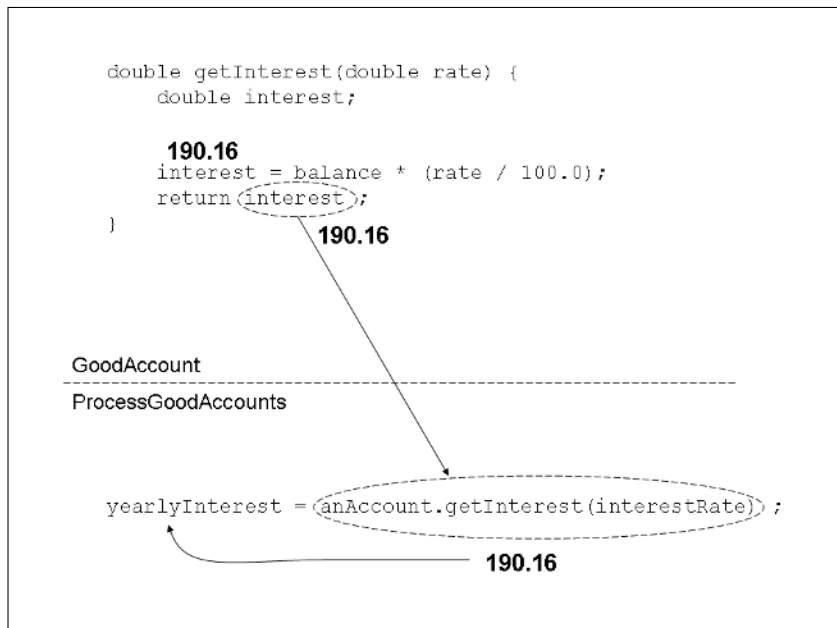 double getInterest(double rate) {
double interest;
190.16
interest = balance * (rate / 100.0);
return interest ;
}
190.16
GoodAccount
ProcessGoodAccounts
yearlyInterest = anAccount.getInterest(interestRate) ;
190.16